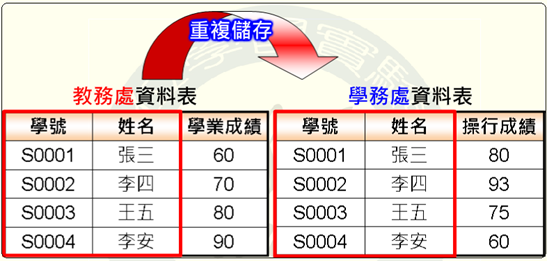 重複儲存
教務處資料表 學務處資料表
學號 姓名 學業成績 學號 姓名 操行成績
S0001 張三 60 S0001 張三 80
S0002 李四 70 S0002 李四 93
S0003 王五 80 S0003 王五 75
S0004 李安 90 S0004 李安 60